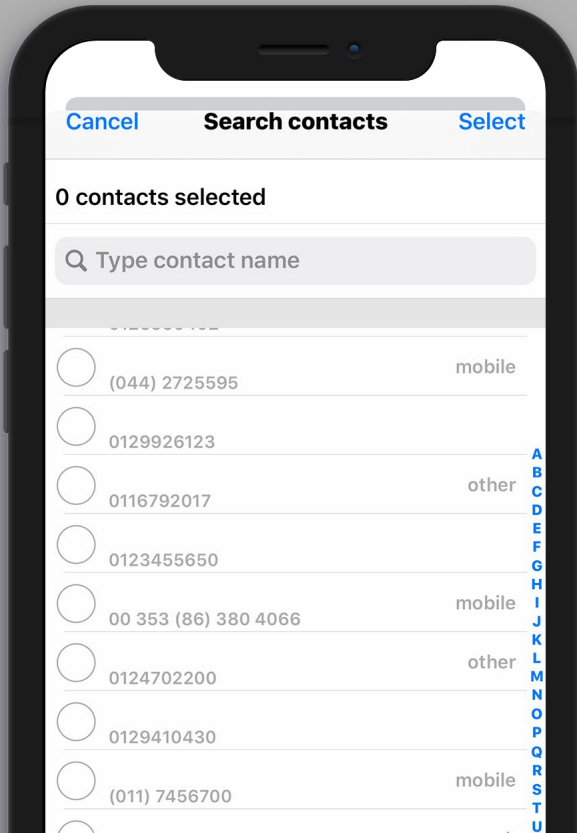 Cancel Search contacts Select
0 contacts selected
Type contact name
mobile
(044) 2725595
0129926123
other
0116792017
0123455650
mobile
00 353 (86) 380 4066
other
0124702200
0129410430
mobile
(011) 7456700
A
B
C
D
E
F
G
H
I
J
K
L
M
N
O
P
Q
R
S
T
U